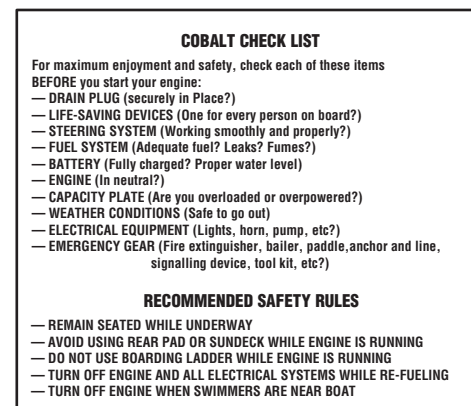 COBALT CHECK LIST
For maximum enjoyment and safety, check each of these items
BEFORE you start your engine:
— DRAIN PLUG (securely in Place?)
— LIFE-SAVING DEVICES (One for every person on board?)
— STEERING SYSTEM (Working smoothly and properly?)
— FUEL SYSTEM (Adequate fuel? Leaks? Fumes?)
— BATTERY (Fully charged? Proper water level)
— ENGINE (In neutral?)
— CAPACITY PLATE (Are you overloaded or overpowered?)
— WEATHER CONDITIONS (Safe to go out)
— ELECTRICAL EQUIPMENT (Lights, horn, pump, etc?)
— EMERGENCY GEAR (Fire extinguisher, bailer, paddle,anchor and line,
signalling device, tool kit, etc?)
RECOMMENDED SAFETY RULES
— REMAIN SEATED WHILE UNDERWAY
— AVOID USING REAR PAD OR SUNDECK WHILE ENGINE IS RUNNING
— DO NOT USE BOARDING LADDER WHILE ENGINE IS RUNNING
— TURN OFF ENGINE AND ALL ELECTRICAL SYSTEMS WHILE RE-FUELING
— TURN OFF ENGINE WHEN SWIMMERS ARE NEAR BOAT